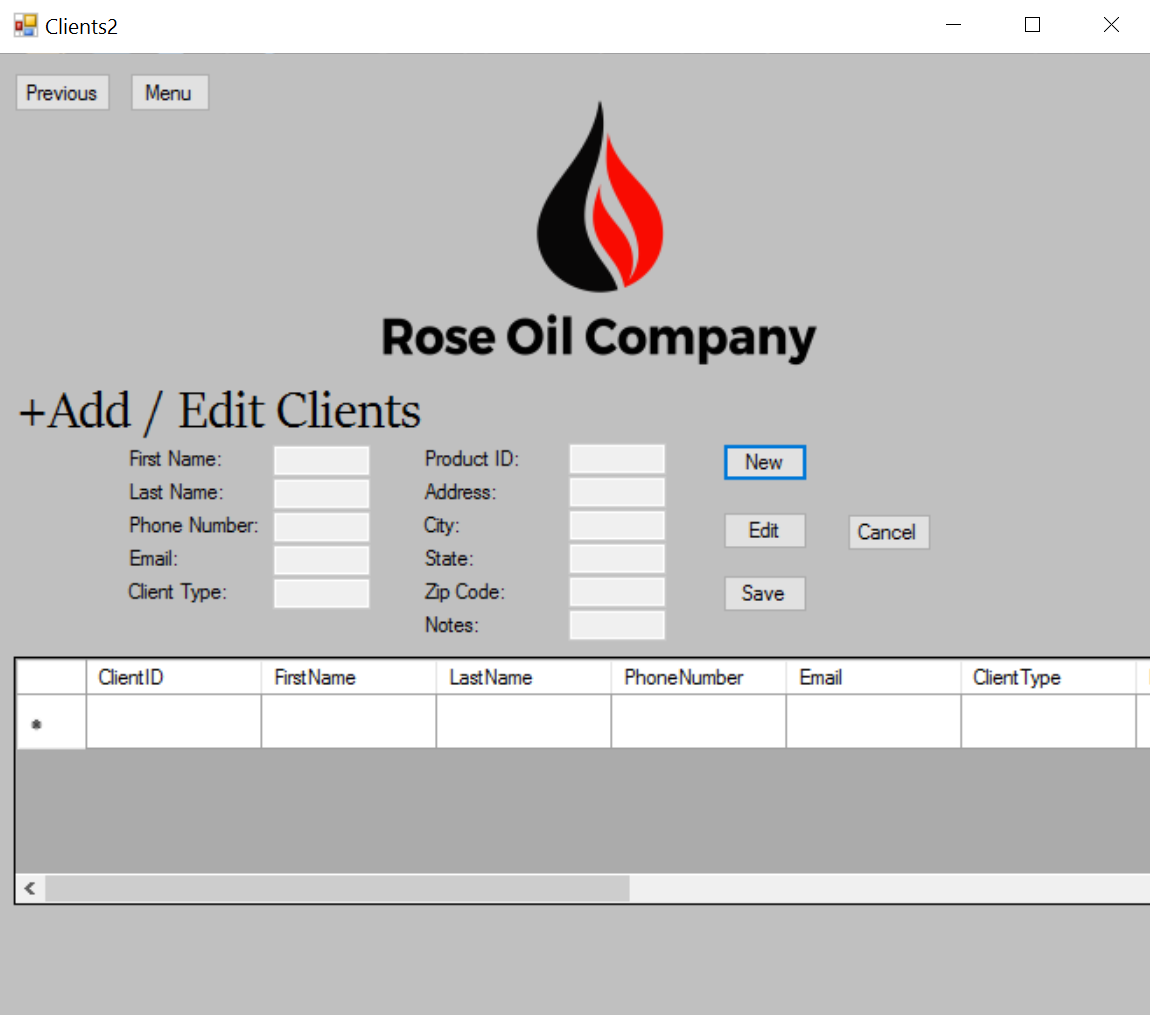 Clients2
Previous Menu
Rose Oil Company
+Add / Edit Clients
First Name: Product ID: New
Last Name: Address:
Phone Number: City: Edit Cancel
Email: State:
Client Type: Zip Code: Save
Notes:
ClientID FirstName LastName PhoneNumber Email ClientType